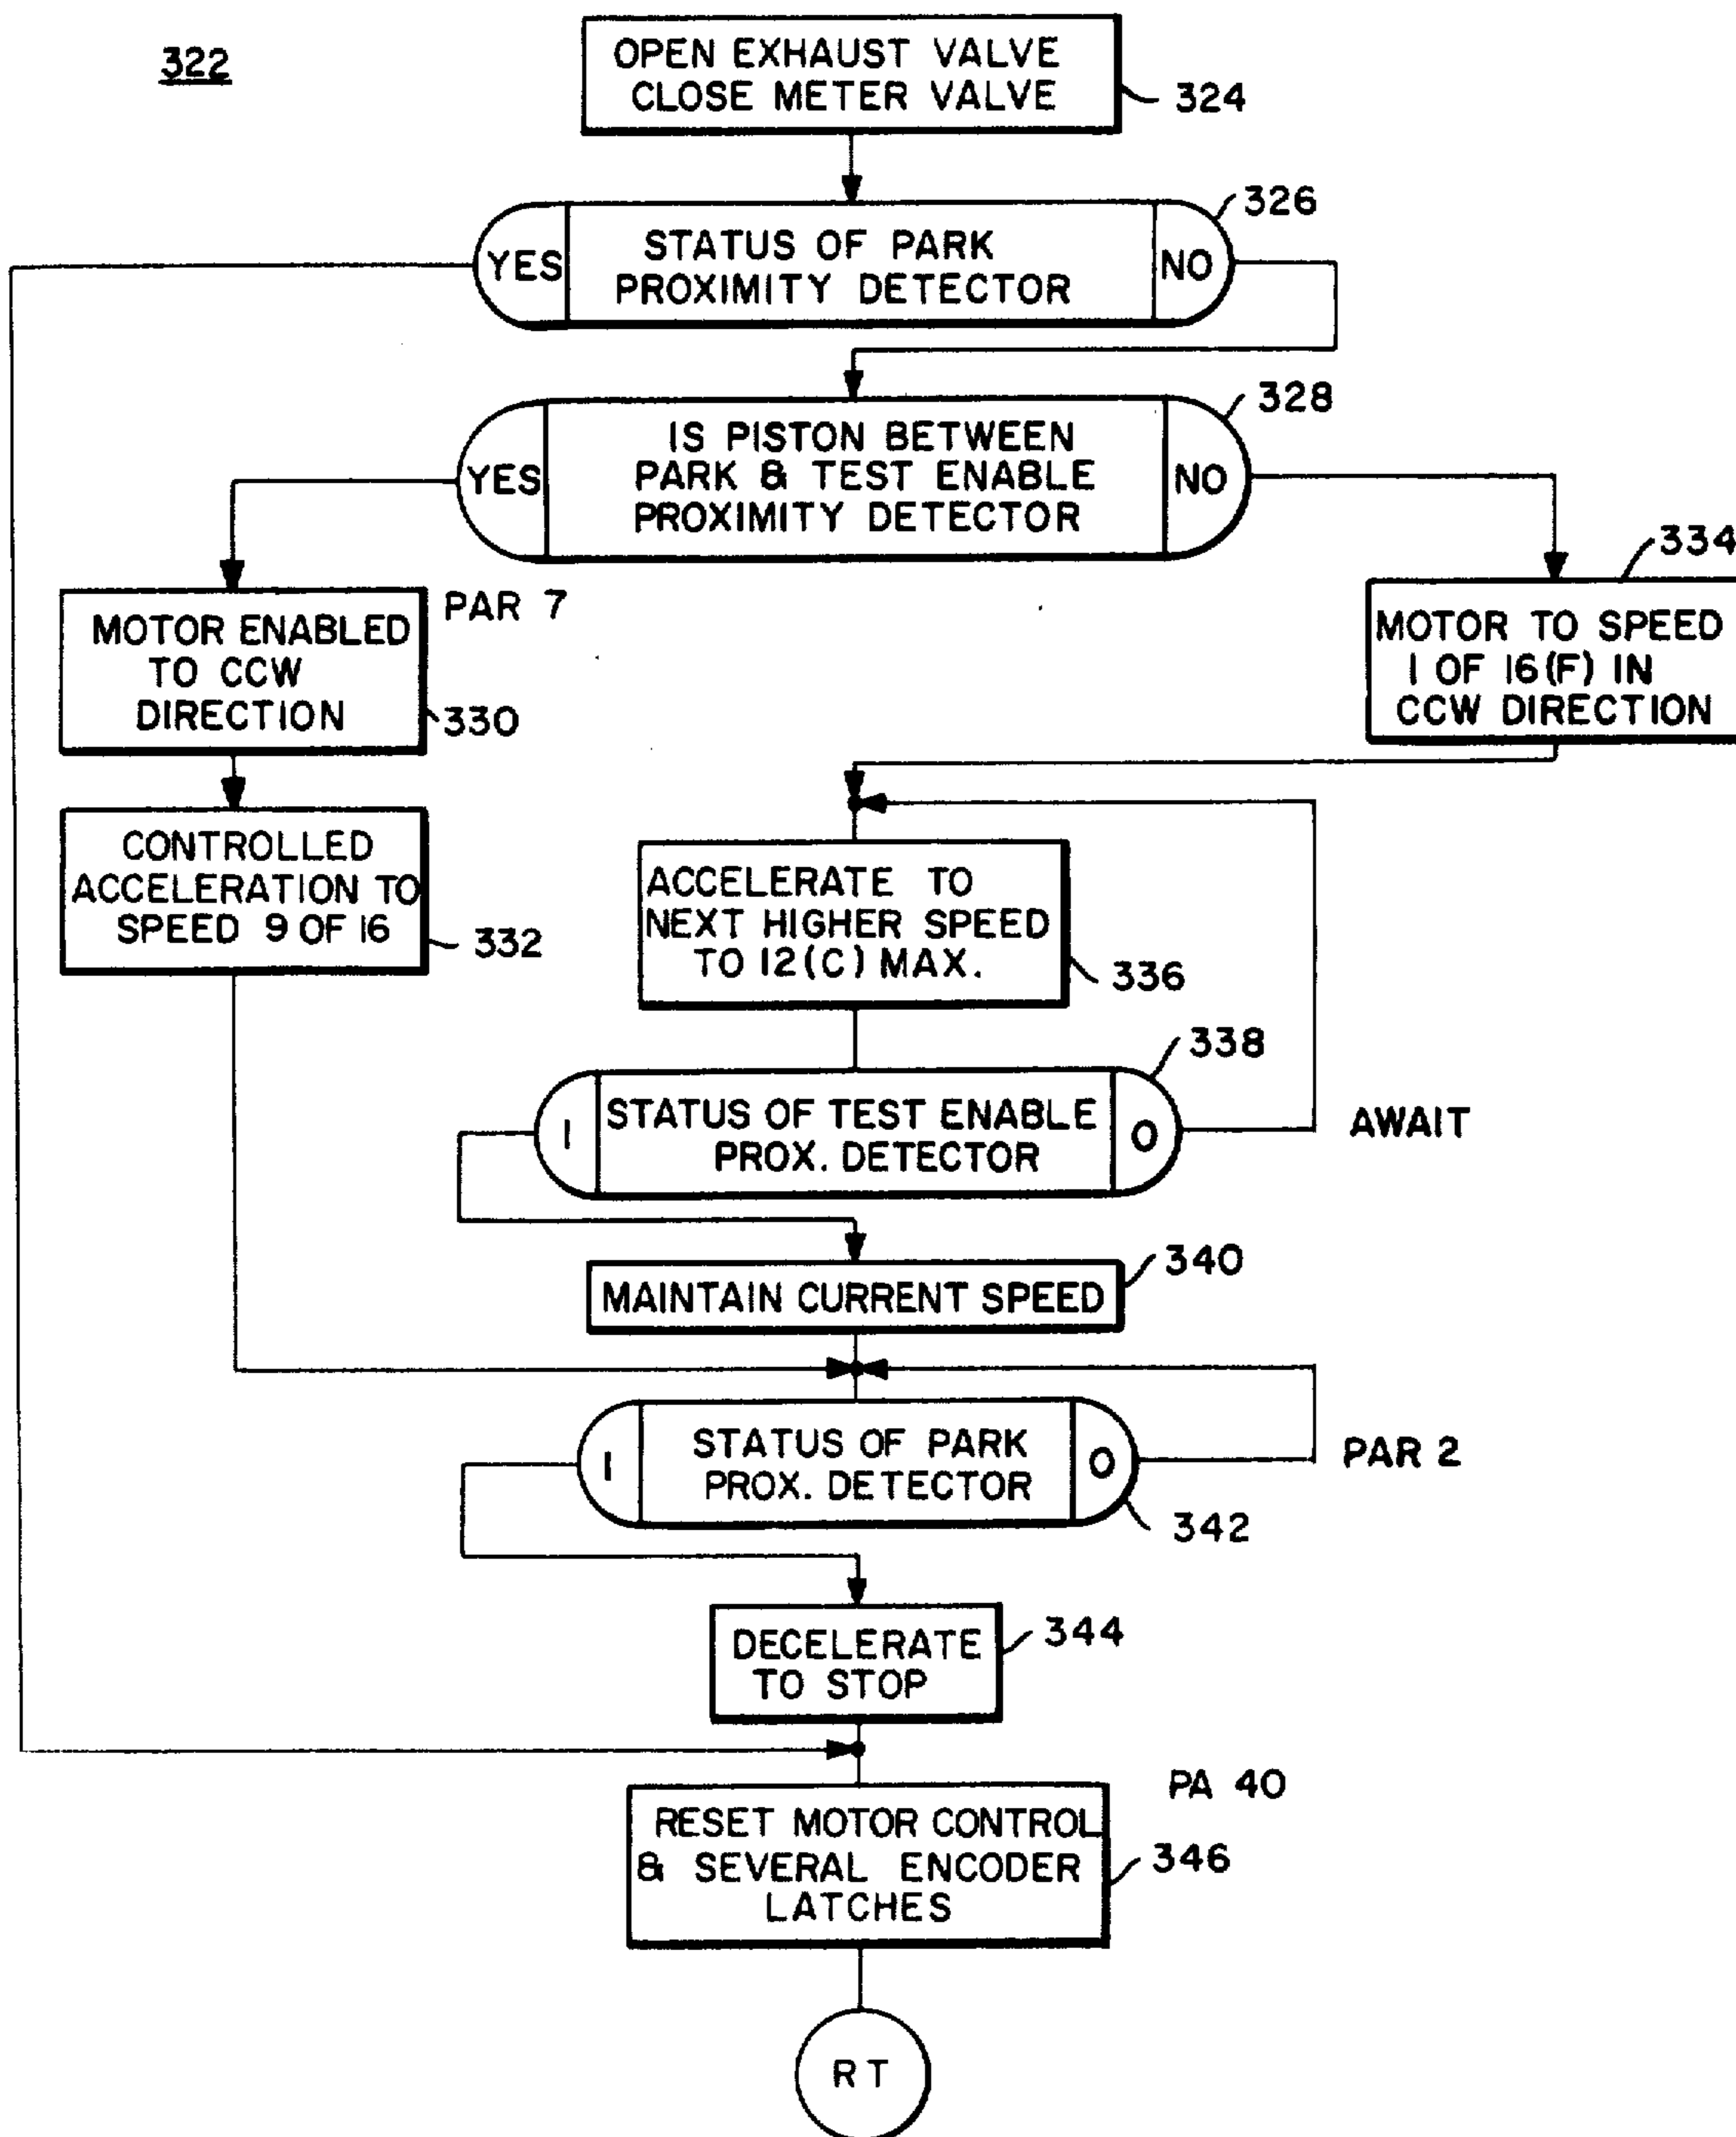 322
OPEN EXHAUST VALVE
CLOSE METER VALVE
324
326
YES
STATUS OF PARK
PROXIMITY DETECTOR
NO
328
YES
IS PISTON BETWEEN
PARK & TEST ENABLE
PROXIMITY DETECTOR
NO
334
PAR 7
MOTOR ENABLED
TO CCW
DIRECTION
330
MOTOR TO SPEED
1 OF 16(F) IN
CCW DIRECTION
CONTROLLED
ACCELERATION TO
SPEED 9 OF 16
332
ACCELERATE TO
NEXT HIGHER SPEED
TO 12(C) MAX.
336
338
1
STATUS OF TEST ENABLE
PROX. DETECTOR
0
AWAIT
340
MAINTAIN CURRENT SPEED
1
STATUS OF PARK
PROX. DETECTOR
0
PAR 2
342
DECELERATE
TO STOP
344
PA 40
RESET MOTOR CONTROL
& SEVERAL ENCODER
LATCHES
346
RT